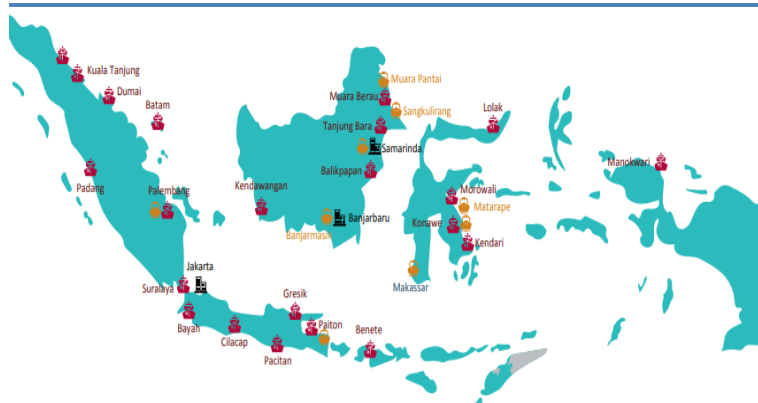 Kuala Tanjung
Dumai
Batam
Padang
Palembang
Muara Pantai
Muara Berau
Sangkulirang
Tanjung Bara
Samarinda
Balikpapan
Kendawangan
Banjarbaru
Banjarmasi
Lolak
Manokwari
Morowali
Matarape
Konawe
Kendari
Makassar
Jakarta
Suralaya
Bayah
Cilacap
Pacitan
Gresik
Paiton
Benete